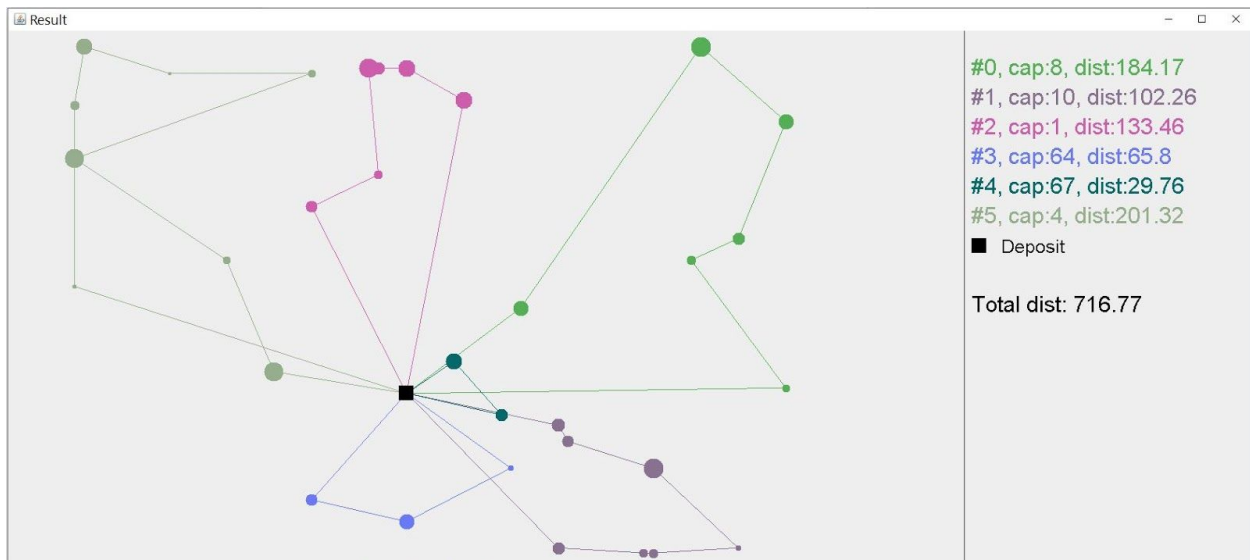 Result
#0, cap:8, dist:184.17
#1, cap:10, dist:102.26
#2, cap:1, dist:133.46
#3, cap:64, dist:65.8
#4, cap:67, dist:29.76
#5, cap:4, dist:201.32
Deposit
Total dist: 716.77